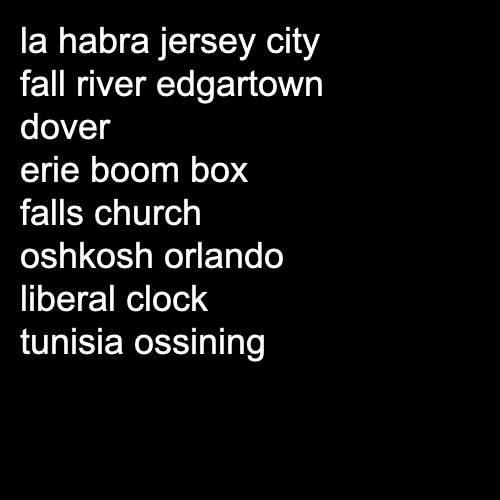 la habra jersey city
fall river edgartown
dover
erie boom box
falls church
oshkosh orlando
liberal clock
tunisia ossining